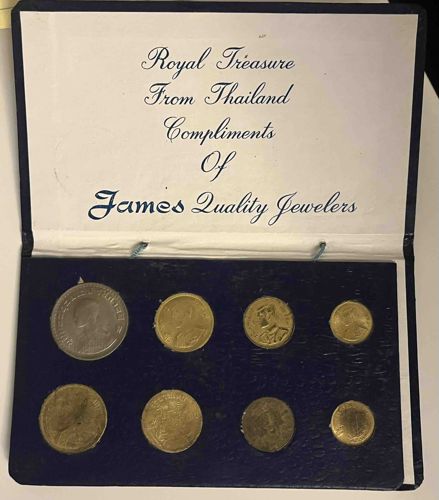 Royal Treasure
From Thailand
Compliments
Of
James Quality Jewelers